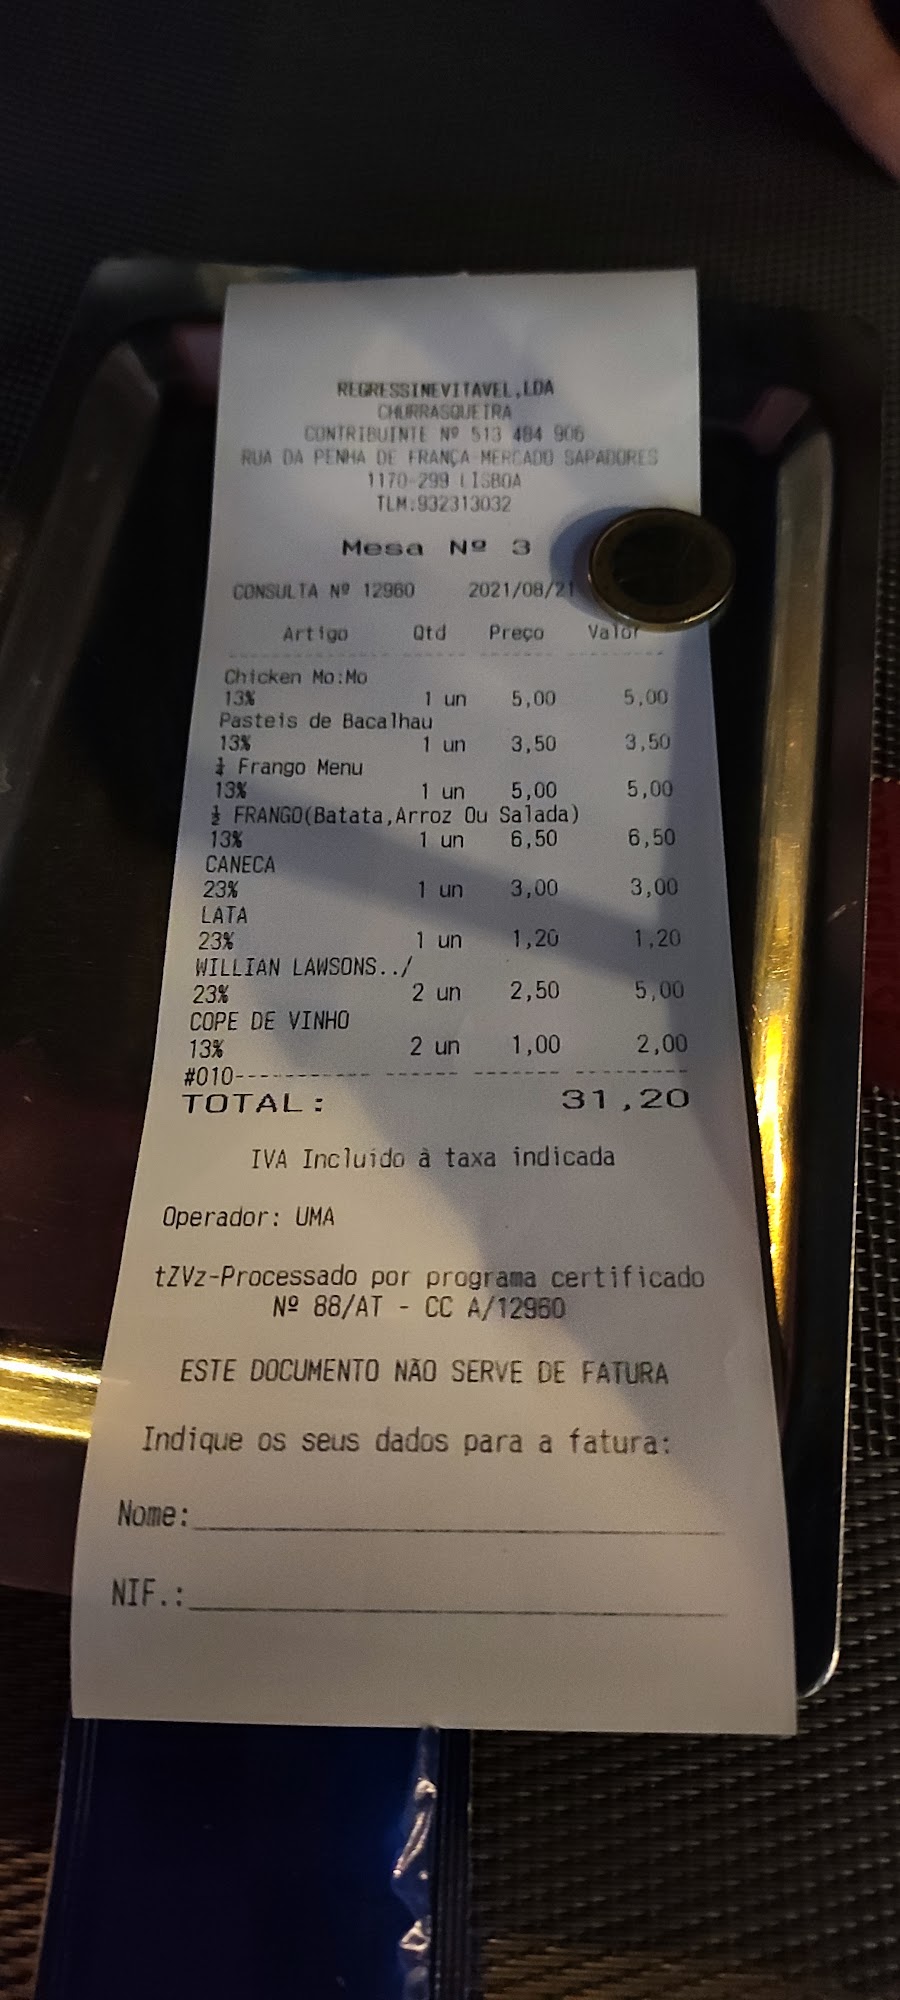 REGRESSINEVITAVEL,LDA
CHURRASQUEIRA
CONTRIBUINTE Nº 513 484 906
RUA DA PENHA DE FRANÇA-MERCADO SAPADORES
1170-299 LISBOA
TLM:932313032
Mesa Nº 3
CONSULTA Nº 12960 2021/08/21
Artigo Qtd Preço Valor
Chicken Mo:Mo
13% 1 un 5,00 5,00
Pasteis de Bacalhau
13% 1 un 3,50 3,50
¼ Frango Menu
13% 1 un 5,00 5,00
½ FRANGO(Batata,Arroz Ou Salada)
13% 1 un 6,50 6,50
CANECA
23% 1 un 3,00 3,00
LATA
23% 1 un 1,20 1,20
WILLIAN LAWSONS../
23% 2 un 2,50 5,00
COPE DE VINHO
13% 2 un 1,00 2,00
#010----------- ------ ------- -------
TOTAL: 31,20
IVA Incluido à taxa indicada
Operador: UMA
tZVz-Processado por programa certificado
Nº 88/AT - CC A/12960
ESTE DOCUMENTO NÃO SERVE DE FATURA
Indique os seus dados para a fatura:
Nome:
NIF.: